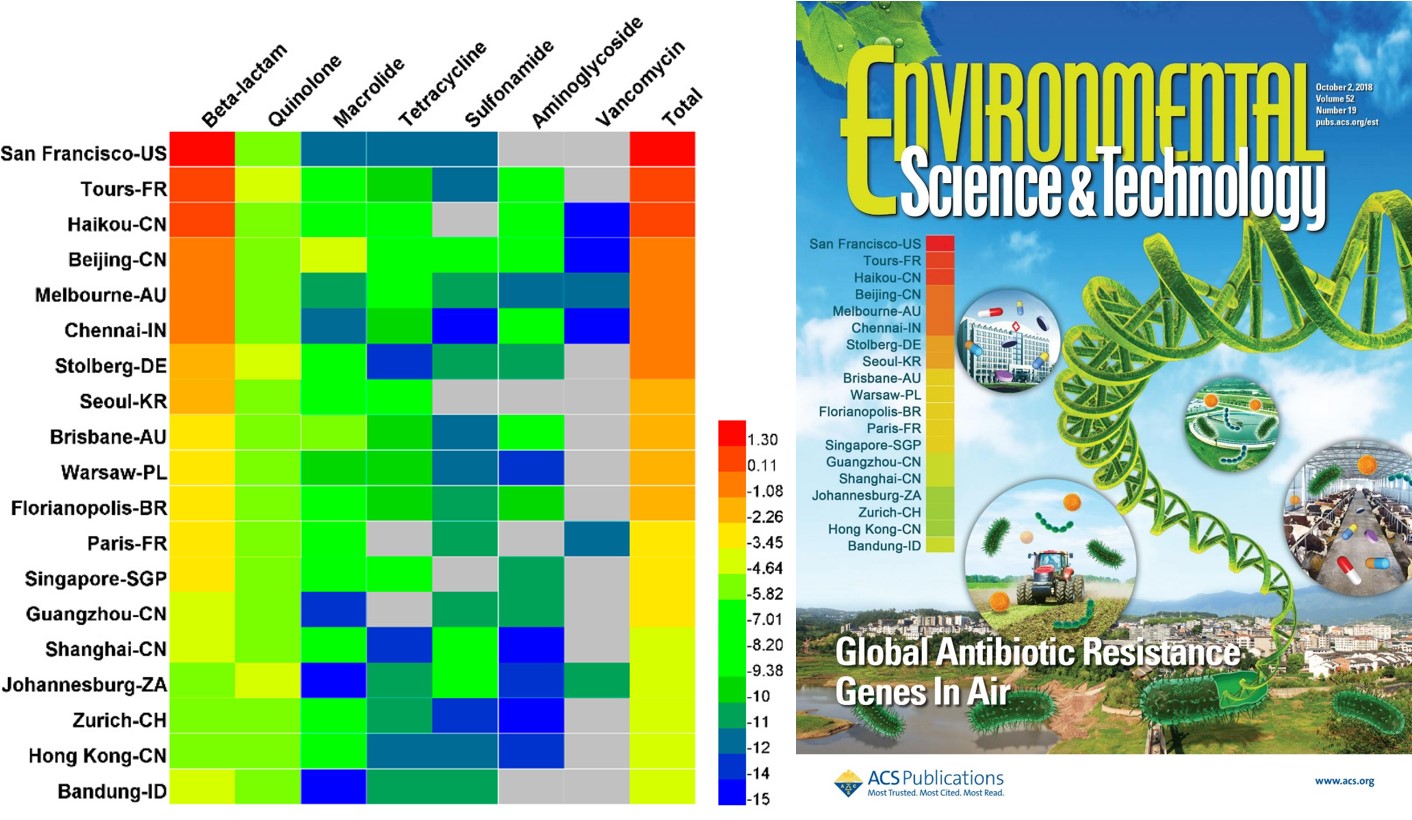 Beta-lactam
Quinolone
Macrolide
Tetracycline
Sulfonamide
Aminoglycoside
Vancomycin
Total
San Francisco-US
Tours-FR
Haikou-CN
Beijing-CN
Melbourne-AU
Chennai-IN
Stolberg-DE
Seoul-KR
Brisbane-AU
Warsaw-PL
Florianopolis-BR
Paris-FR
Singapore-SGP
Guangzhou-CN
Shanghai-CN
Johannesburg-ZA
Zurich-CH
Hong Kong-CN
Bandung-ID
1.30
0.11
-1.08
-2.26
-3.45
-4.64
-5.82
-7.01
-8.20
-9.38
-10
-11
-12
-14
-15
ENVIRONMENTAL
Science & Technology
October 2, 2018
Volume 52
Number 19
pubs.acs.org/est
San Francisco-US
Tours-FR
Haikou-CN
Beijing-CN
Melbourne-AU
Chennai-IN
Stolberg-DE
Seoul-KR
Brisbane-AU
Warsaw-PL
Florianopolis-BR
Paris-FR
Singapore-SGP
Guangzhou-CN
Shanghai-CN
Johannesburg-ZA
Zurich-CH
Hong Kong-CN
Bandung-ID
Global Antibiotic Resistance
Genes In Air
ACS Publications
Most Trusted. Most Cited. Most Read.
www.acs.org